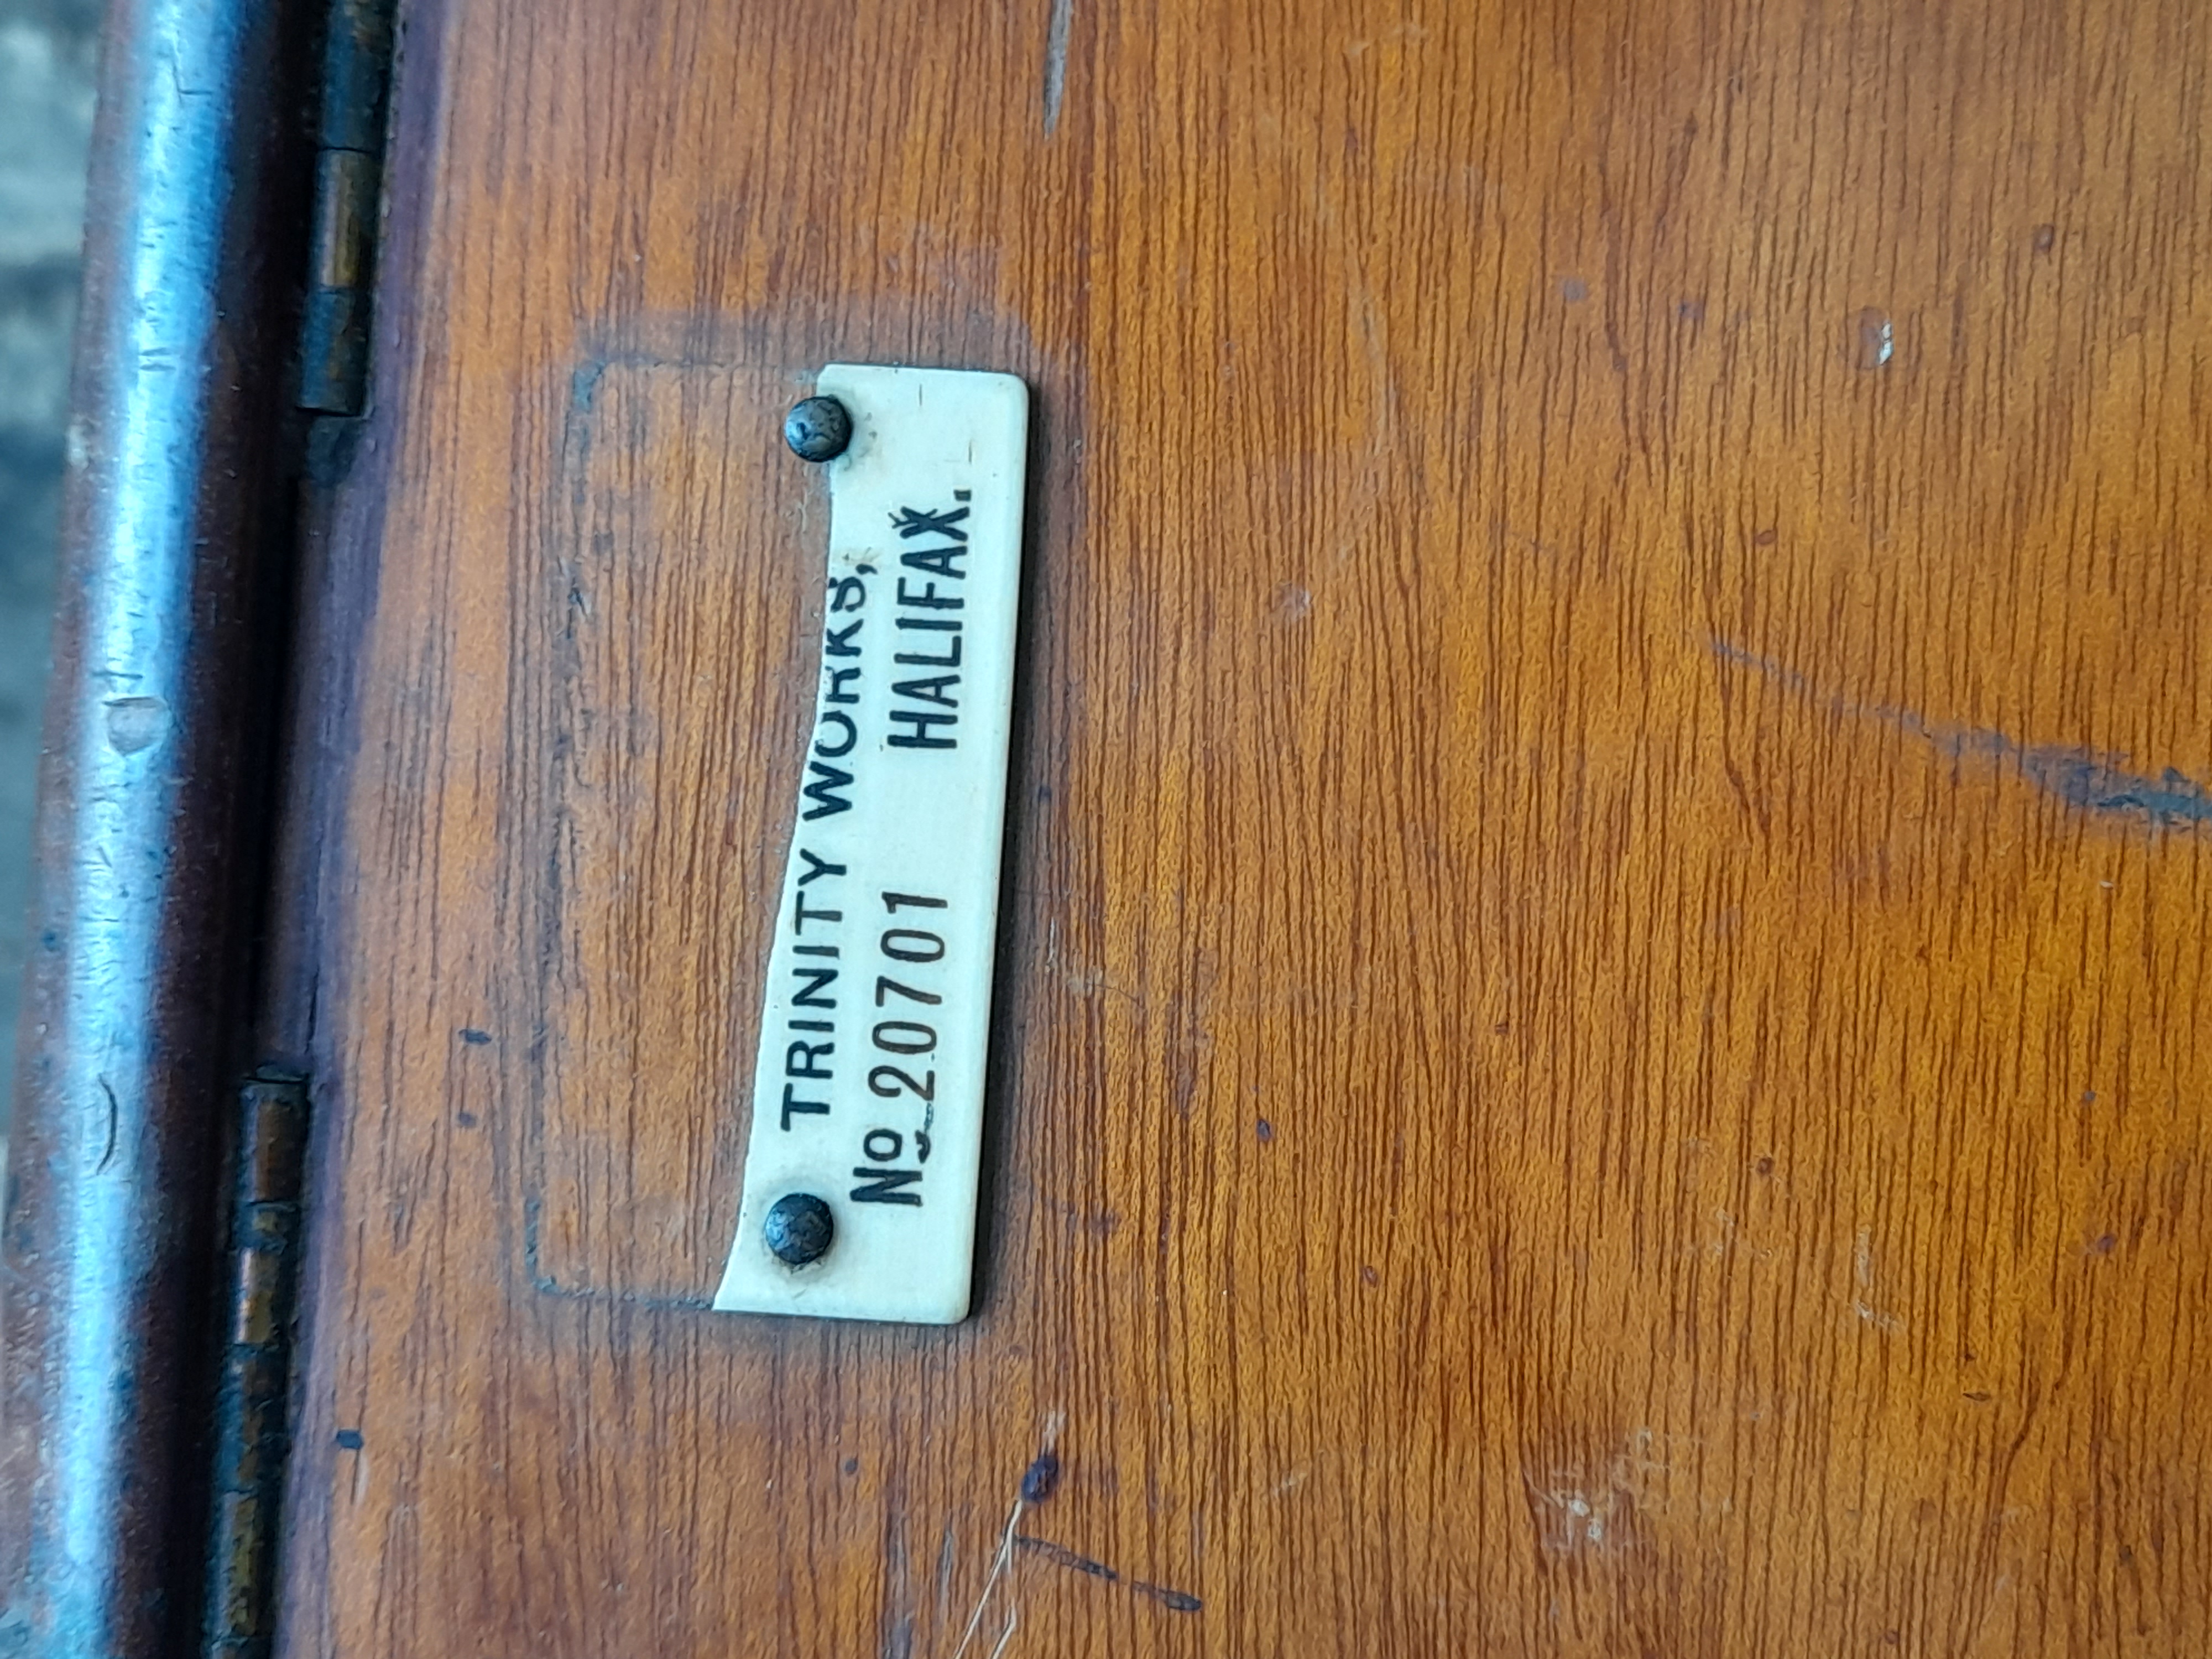 TRINITY WORKS,
No 20701 HALIFAX.